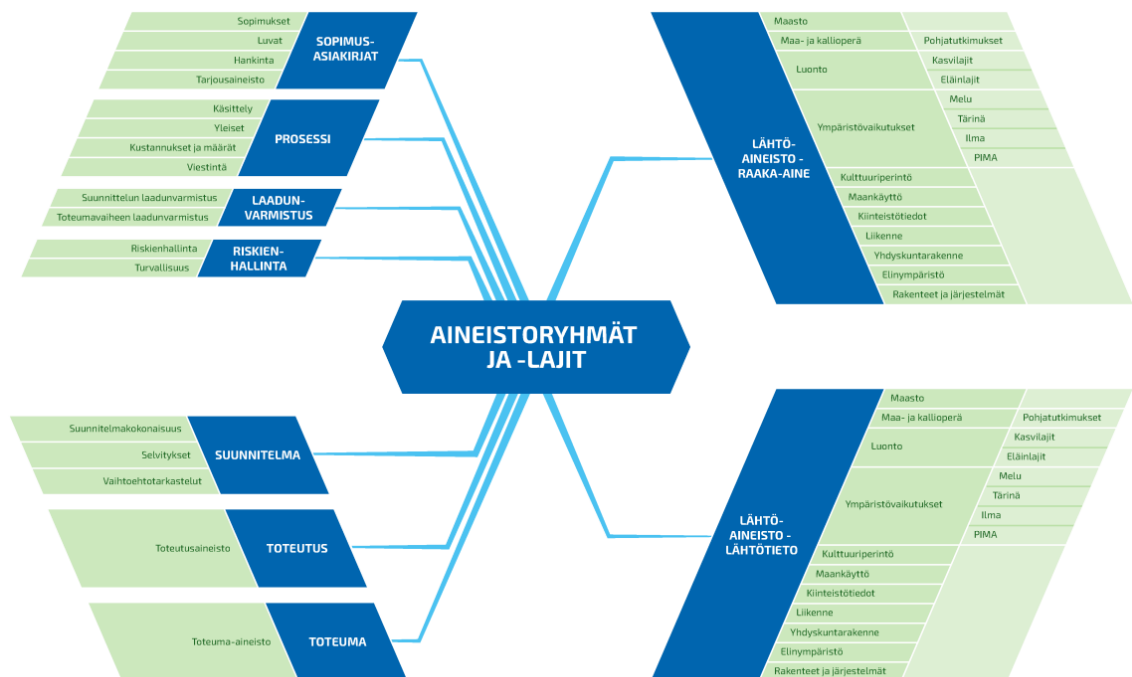 Sopimukset
Luvat
Hankinta
Tarjousaineisto
SOPIMUS-
ASIAKIRJAT
Käsittely
Yleiset
Kustannukset ja määrät
Viestintä
PROSESSI
Suunnittelun laadunvarmistus
Toteumavaiheen laadunvarmistus
LAADUN-
VARMISTUS
Riskienhallinta
Turvallisuus
RISKIEN-
HALLINTA
AINEISTORYHMÄT
JA -LAJIT
Suunnitelmakokonaisuus
Selvitykset
Vaihtoehtotarkastelut
SUUNNITELMA
Toteutusaineisto
TOTEUTUS
Toteuma-aineisto
TOTEUMA
LÄHTÖ-
AINEISTO -
RAAKA-AINE
Maasto
Maa- ja kallioperä
Pohjatutkimukset
Luonto
Kasvilajit
Eläinlajit
Ympäristövaikutukset
Melu
Tärinä
Ilma
PIMA
Kulttuuriperintö
Maankäyttö
Kiinteistötiedot
Liikenne
Yhdyskuntarakenne
Elinympäristö
Rakenteet ja järjestelmät
LÄHTÖ-
AINEISTO -
LÄHTÖTIETO
Maasto
Maa- ja kallioperä
Pohjatutkimukset
Luonto
Kasvilajit
Eläinlajit
Ympäristövaikutukset
Melu
Tärinä
Ilma
PIMA
Kulttuuriperintö
Maankäyttö
Kiinteistötiedot
Liikenne
Yhdyskuntarakenne
Elinympäristö
Rakenteet ja järjestelmät